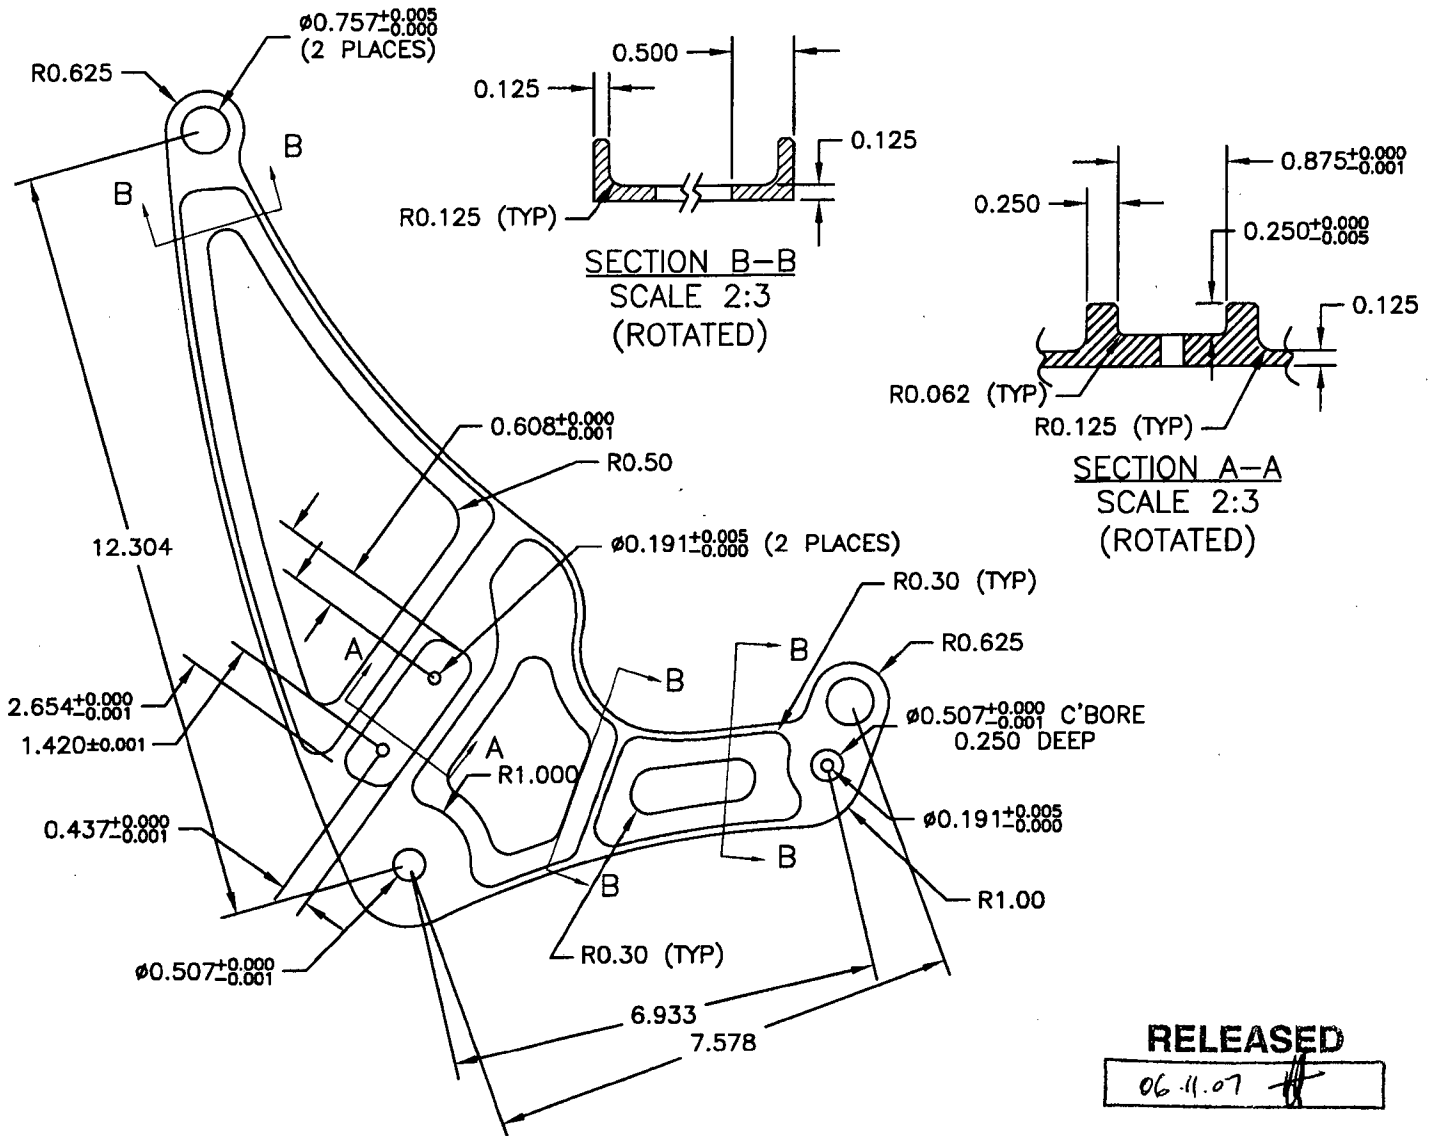 ø0.757+0.005
-0.000
(2 PLACES)
R0.625
B
B
0.500
0.125
0.125
R0.125 (TYP)
SECTION B-B
SCALE 2:3
(ROTATED)
0.875+0.000
-0.001
0.250
0.250+0.000
-0.005
0.125
R0.062 (TYP)
R0.125 (TYP)
SECTION A-A
SCALE 2:3
(ROTATED)
0.608+0.000
-0.001
R0.50
12.304
ø0.191+0.005
-0.000 (2 PLACES)
R0.30 (TYP)
R0.625
A
B
B
2.654+0.000
-0.001
1.420±0.001
A
R1.000
ø0.507+0.000
-0.001 C'BORE
0.250 DEEP
0.437+0.000
-0.001
ø0.191+0.005
-0.000
B
B
R1.00
R0.30 (TYP)
ø0.507+0.000
-0.001
6.933
7.578
RELEASED
06.11.07